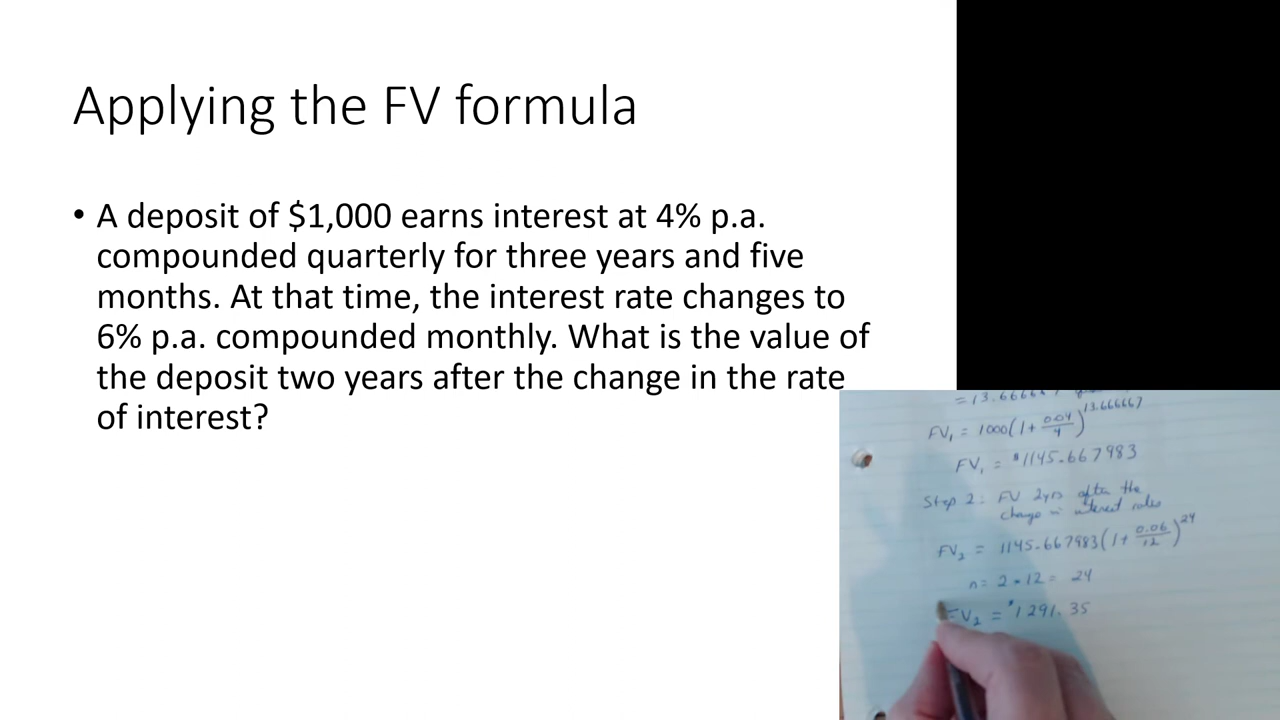 Applying the FV formula
• A deposit of $1,000 earns interest at 4% p.a.
compounded quarterly for three years and five
months. At that time, the interest rate changes to
6% p.a. compounded monthly. What is the value of
the deposit two years after the change in the rate
of interest?
FV₁ = 1000(1 + 0.04/4)^13.666667
FV₁ = $1145.667983
Step 2: FV 2yrs after the
change in interest rates
FV₂ = 1145.667983(1 + 0.06/12)^24
n = 2 * 12 = 24
FV₂ = $1291.35